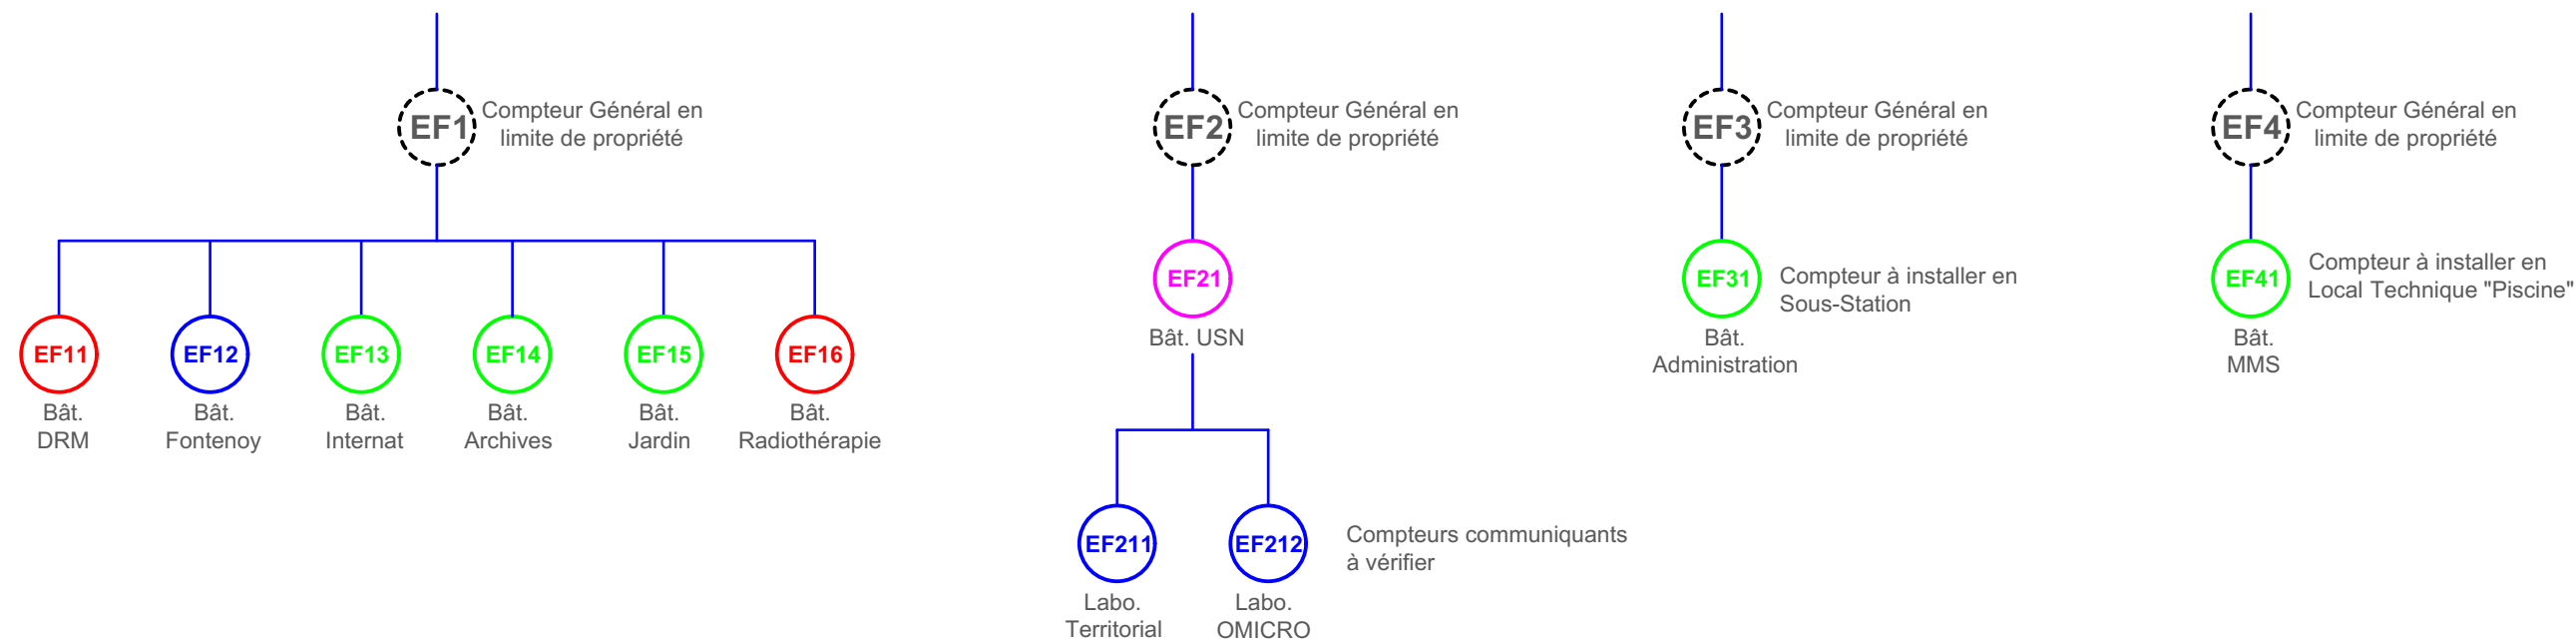 EF1
Compteur Général en
limite de propriété
EF2
Compteur Général en
limite de propriété
EF3
Compteur Général en
limite de propriété
EF4
Compteur Général en
limite de propriété
EF21
Bât. USN
EF31
Compteur à installer en
Sous-Station
Bât.
Administration
EF41
Compteur à installer en
Local Technique "Piscine"
Bât.
MMS
EF11
Bât.
DRM
EF12
Bât.
Fontenoy
EF13
Bât.
Internat
EF14
Bât.
Archives
EF15
Bât.
Jardin
EF16
Bât.
Radiothérapie
EF211
Labo.
Territorial
EF212
Labo.
OMICRO
Compteurs communiquants
à vérifier